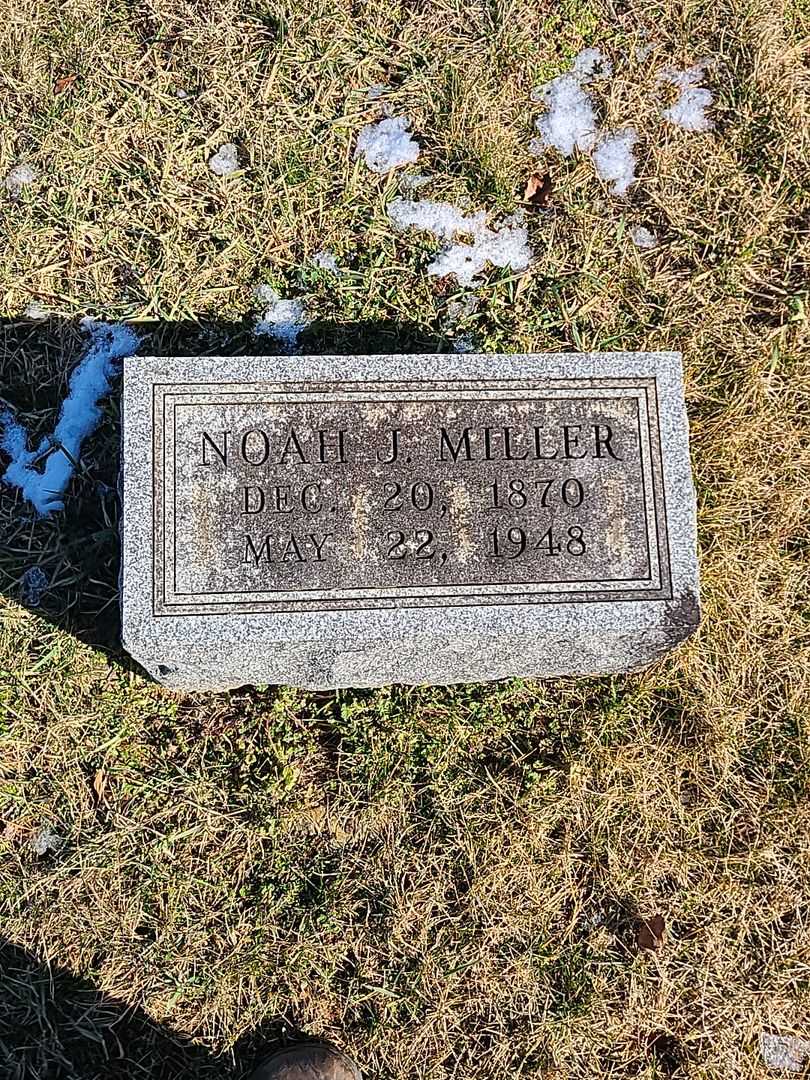 NOAH J. MILLER
DEC. 20, 1870
MAY 22, 1948